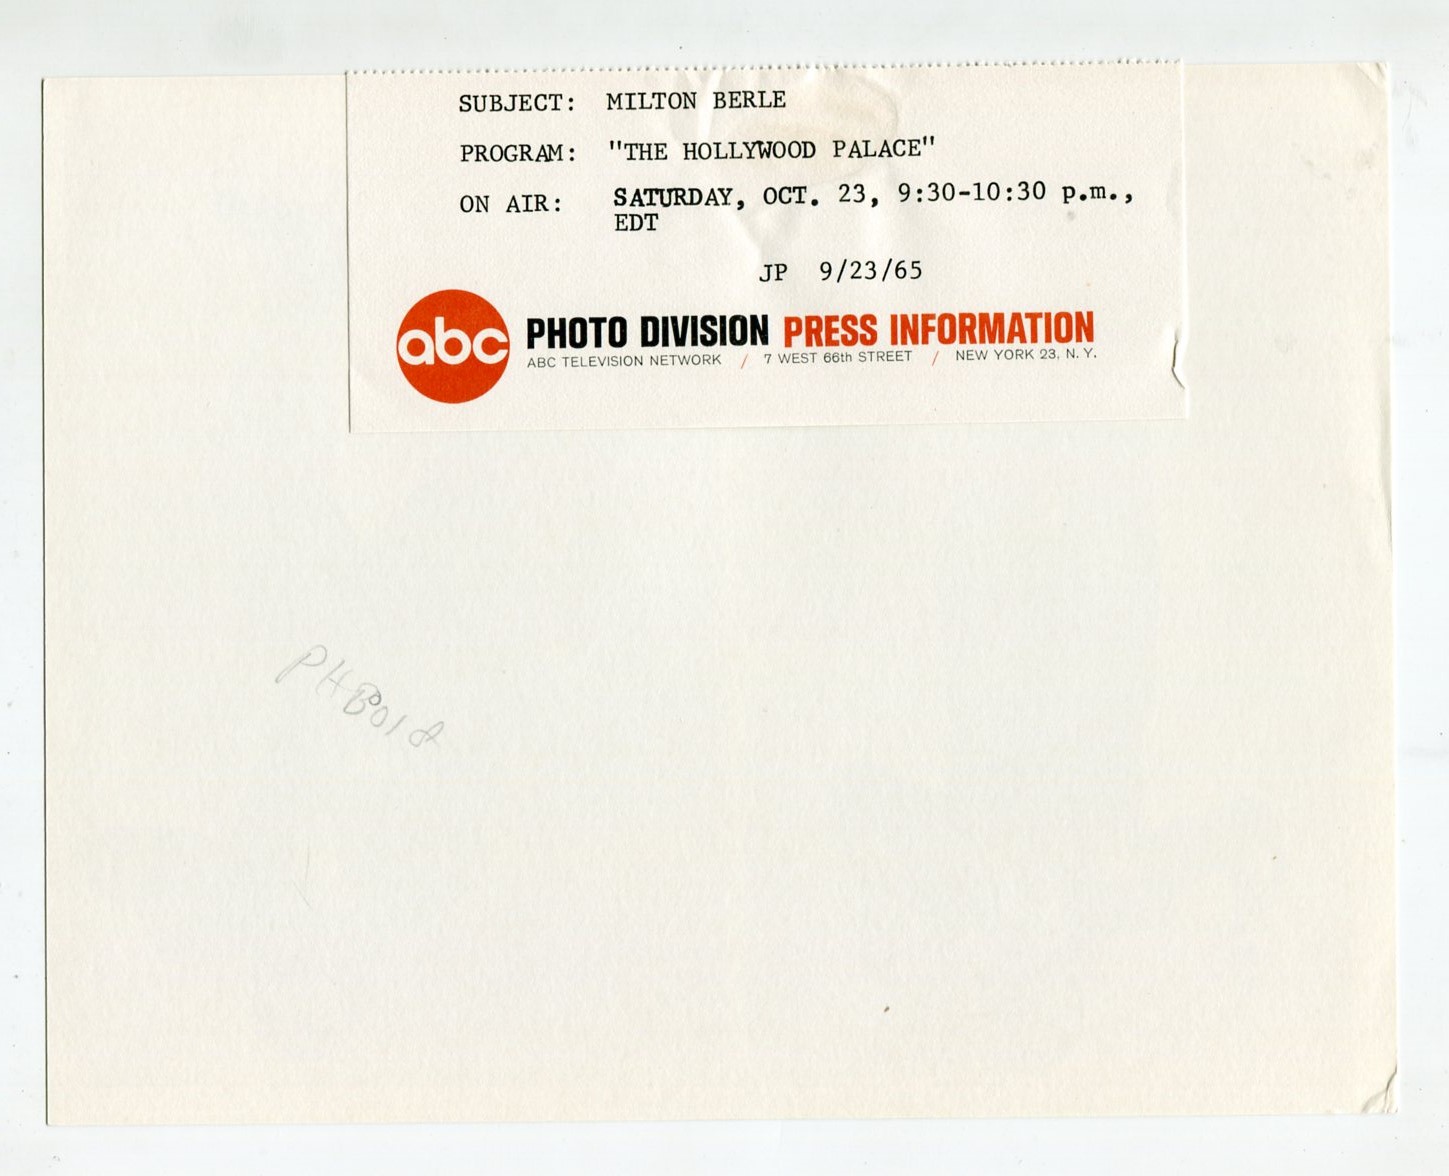 SUBJECT: MILTON BERLE
PROGRAM: "THE HOLLYWOOD PALACE"
ON AIR: SATURDAY, OCT. 23, 9:30-10:30 p.m.,
EDT
JP 9/23/65
abc PHOTO DIVISION PRESS INFORMATION
ABC TELEVISION NETWORK / 7 WEST 66th STREET / NEW YORK 23, N.Y.
PHB018